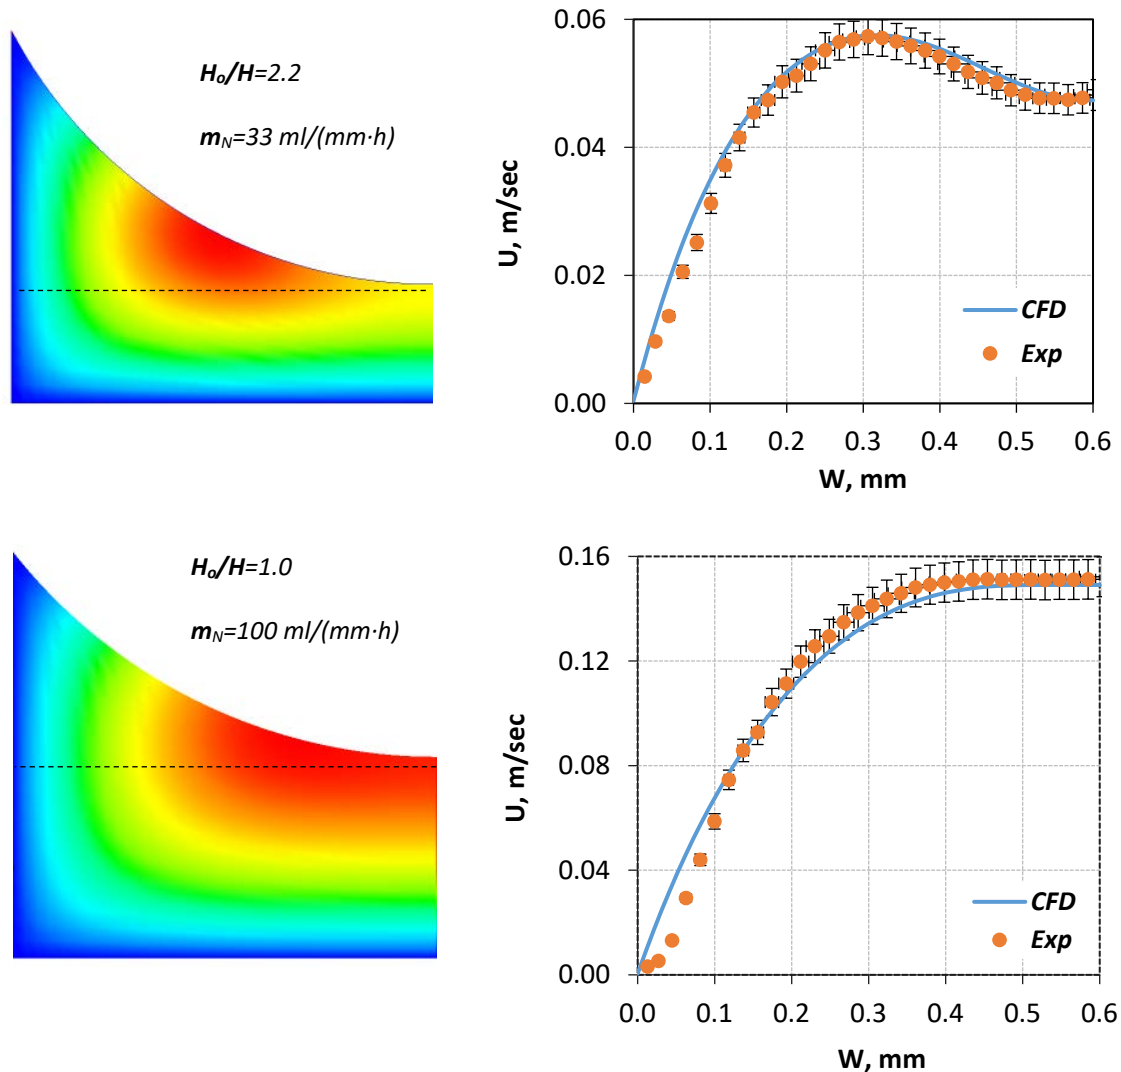 Ho/H=2.2
mN=33 ml/(mm·h)
0.06
0.04
0.02
0.00
U, m/sec
CFD
Exp
0.0 0.1 0.2 0.3 0.4 0.5 0.6
W, mm
Ho/H=1.0
mN=100 ml/(mm·h)
0.16
0.12
0.08
0.04
0.00
U, m/sec
CFD
Exp
0.0 0.1 0.2 0.3 0.4 0.5 0.6
W, mm